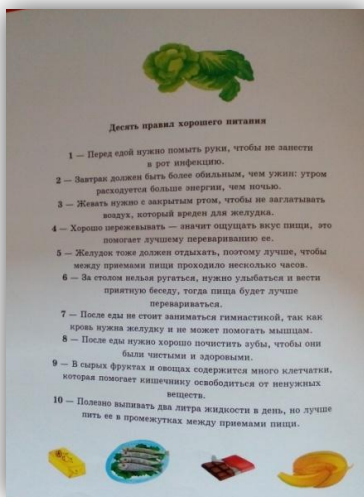 Десять правил хорошего питания
1 — Перед едой нужно помыть руки, чтобы не занести
в рот инфекцию.
2 — Завтрак должен быть более обильным, чем ужин: утром
расходуется больше энергии, чем ночью.
3 — Жевать нужно с закрытым ртом, чтобы не заглатывать
воздух, который вреден для желудка.
4 — Хорошо пережевывать — значит ощущать вкус пищи, это
помогает лучшему перевариванию ее.
5 — Желудок тоже должен отдыхать, поэтому лучше, чтобы
между приемами пищи проходило несколько часов.
6 — За столом нельзя ругаться, нужно улыбаться и вести
приятную беседу, тогда пища будет лучше
перевариваться.
7 — После еды не стоит заниматься гимнастикой, так как
кровь нужна желудку и не может помогать мышцам.
8 — После еды нужно хорошо почистить зубы, чтобы они
были чистыми и здоровыми.
9 — В сырых фруктах и овощах содержится много клетчатки,
которая помогает кишечнику освободиться от ненужных
веществ.
10 — Полезно выпивать два литра жидкости в день, но лучше
пить ее в промежутках между приемами пищи.